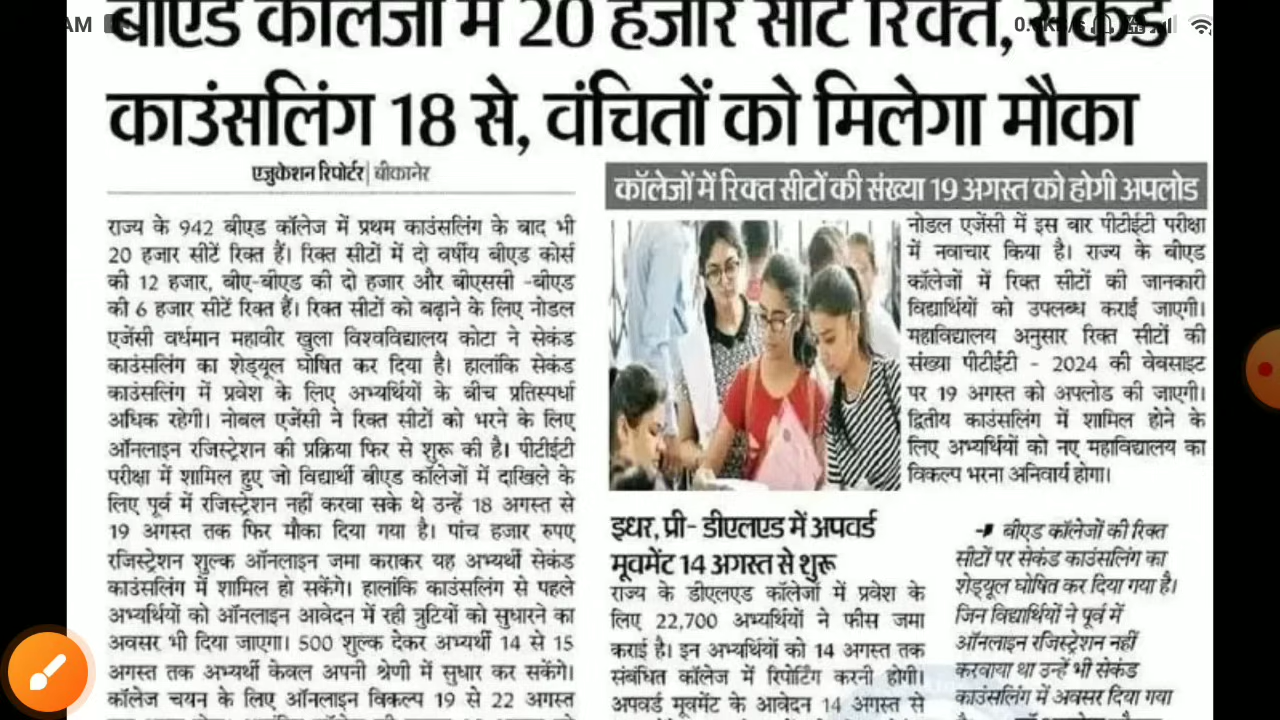 AM
0.
बीएड कॉलेजों में 20 हजार सीटें रिक्त, सेकंड
काउंसलिंग 18 से, वंचितों को मिलेगा मौका
एजुकेशन रिपोर्टर| बीकानेर
राज्य के 942 बीएड कॉलेज में प्रथम काउंसलिंग के बाद भी
20 हजार सीटें रिक्त हैं। रिक्त सीटों में दो वर्षीय बीएड कोर्स
की 12 हजार, बीए-बीएड की दो हजार और बीएससी -बीएड
की 6 हजार सीटें रिक्त हैं। रिक्त सीटों को बढ़ाने के लिए नोडल
एजेंसी वर्धमान महावीर खुला विश्वविद्यालय कोटा ने सेकंड
काउंसलिंग का शेड्यूल घोषित कर दिया है। हालांकि सेकंड
काउंसलिंग में प्रवेश के लिए अभ्यर्थियों के बीच प्रतिस्पर्धा
अधिक रहेगी। नोबल एजेंसी ने रिक्त सीटों को भरने के लिए
ऑनलाइन रजिस्ट्रेशन की प्रक्रिया फिर से शुरू की है। पीटीईटी
परीक्षा में शामिल हुए जो विद्यार्थी बीएड कॉलेजों में दाखिले के
लिए पूर्व में रजिस्ट्रेशन नहीं करवा सके थे उन्हें 18 अगस्त से
19 अगस्त तक फिर मौका दिया गया है। पांच हजार रुपए
रजिस्ट्रेशन शुल्क ऑनलाइन जमा कराकर यह अभ्यर्थी सेकंड
काउंसलिंग में शामिल हो सकेंगे। हालांकि काउंसलिंग से पहले
अभ्यर्थियों को ऑनलाइन आवेदन में रही त्रुटियों को सुधारने का
अवसर भी दिया जाएगा। 500 शुल्क देकर अभ्यर्थी 14 से 15
अगस्त तक अभ्यर्थी केवल अपनी श्रेणी में सुधार कर सकेंगे।
कॉलेज चयन के लिए ऑनलाइन विकल्प 19 से 22 अगस्त
कॉलेजों में रिक्त सीटों की संख्या 19 अगस्त को होगी अपलोड
नोडल एजेंसी में इस बार पीटीईटी परीक्षा
में नवाचार किया है। राज्य के बीएड
कॉलेजों में रिक्त सीटों की जानकारी
विद्यार्थियों को उपलब्ध कराई जाएगी।
महाविद्यालय अनुसार रिक्त सीटों की
संख्या पीटीईटी - 2024 की वेबसाइट
पर 19 अगस्त को अपलोड की जाएगी।
द्वितीय काउंसलिंग में शामिल होने के
लिए अभ्यर्थियों को नए महाविद्यालय का
विकल्प भरना अनिवार्य होगा।
इधर, प्री- डीएलएड में अपवर्ड
मूवमेंट 14 अगस्त से शुरू
राज्य के डीएलएड कॉलेजों में प्रवेश के
लिए 22,700 अभ्यर्थियों ने फीस जमा
कराई है। इन अभ्यर्थियों को 14 अगस्त तक
संबंधित कॉलेज में रिपोर्टिंग करनी होगी।
अपवर्ड मूवमेंट के आवेदन 14 अगस्त से
बीएड कॉलेजों की रिक्त
सीटों पर सेकंड काउंसलिंग का
शेड्यूल घोषित कर दिया गया है।
जिन विद्यार्थियों ने पूर्व में
ऑनलाइन रजिस्ट्रेशन नहीं
करवाया था उन्हें भी सेकंड
काउंसलिंग में अवसर दिया गया